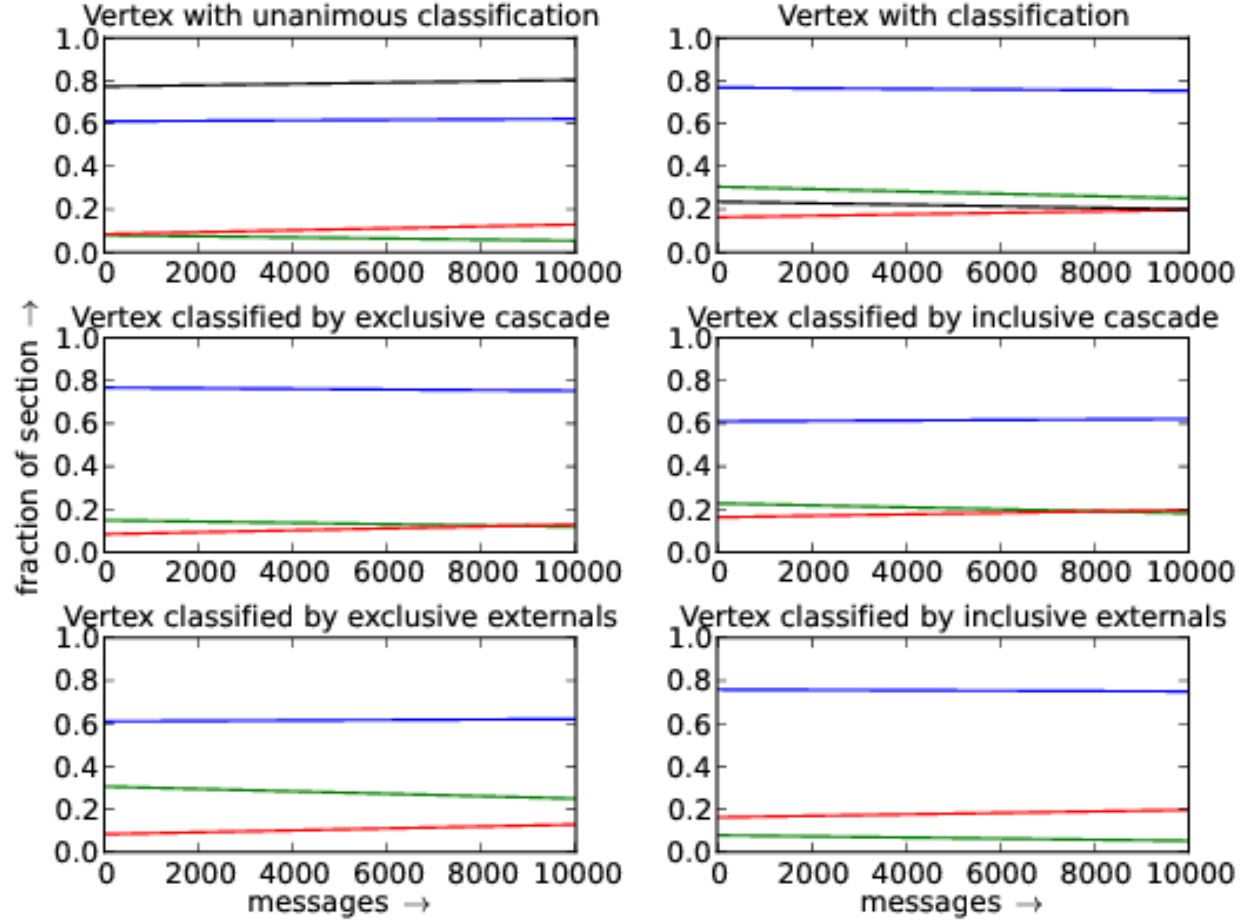 Vertex with unanimous classification
Vertex with classification
1.0
0.8
0.6
0.4
0.2
0.0
0 2000 4000 6000 8000 10000
1.0
0.8
0.6
0.4
0.2
0.0
0 2000 4000 6000 8000 10000
fraction of section →
Vertex classified by exclusive cascade
Vertex classified by inclusive cascade
1.0
0.8
0.6
0.4
0.2
0.0
0 2000 4000 6000 8000 10000
1.0
0.8
0.6
0.4
0.2
0.0
0 2000 4000 6000 8000 10000
Vertex classified by exclusive externals
Vertex classified by inclusive externals
1.0
0.8
0.6
0.4
0.2
0.0
0 2000 4000 6000 8000 10000
messages →
1.0
0.8
0.6
0.4
0.2
0.0
0 2000 4000 6000 8000 10000
messages →